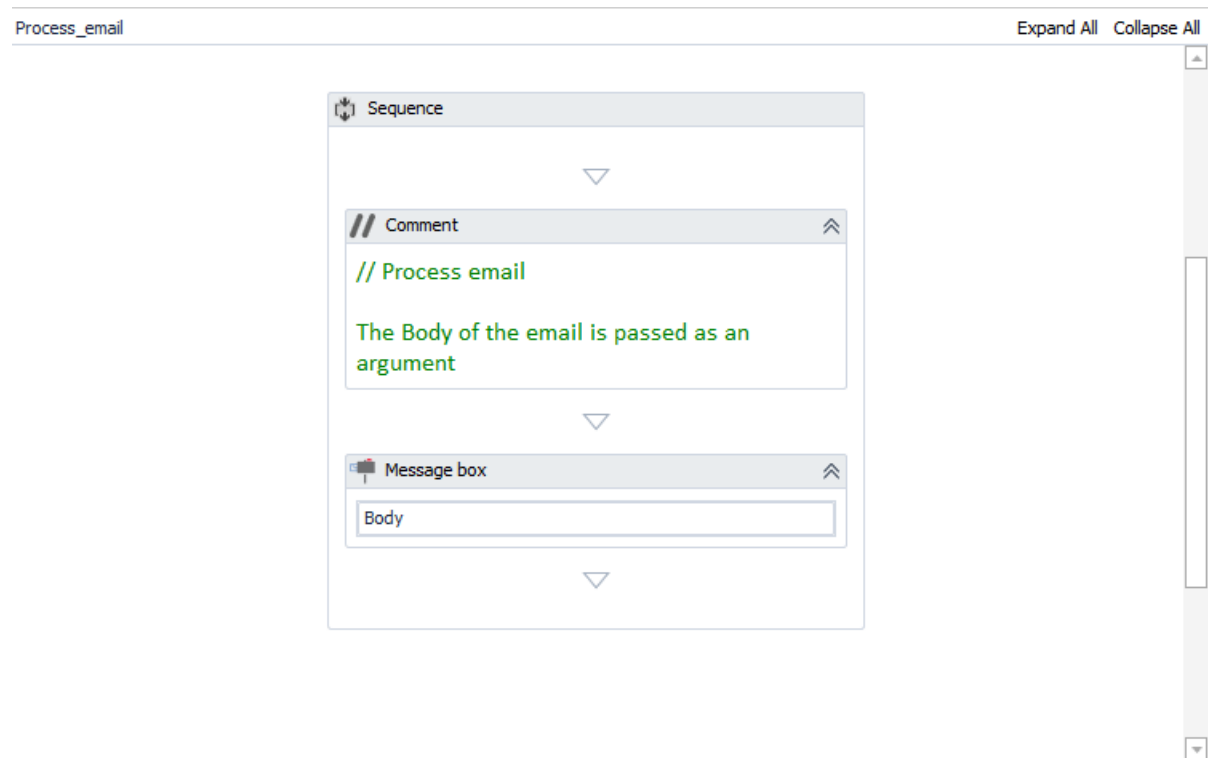 Process_email Expand All Collapse All
Sequence
// Comment
// Process email
The Body of the email is passed as an
argument
Message box
Body